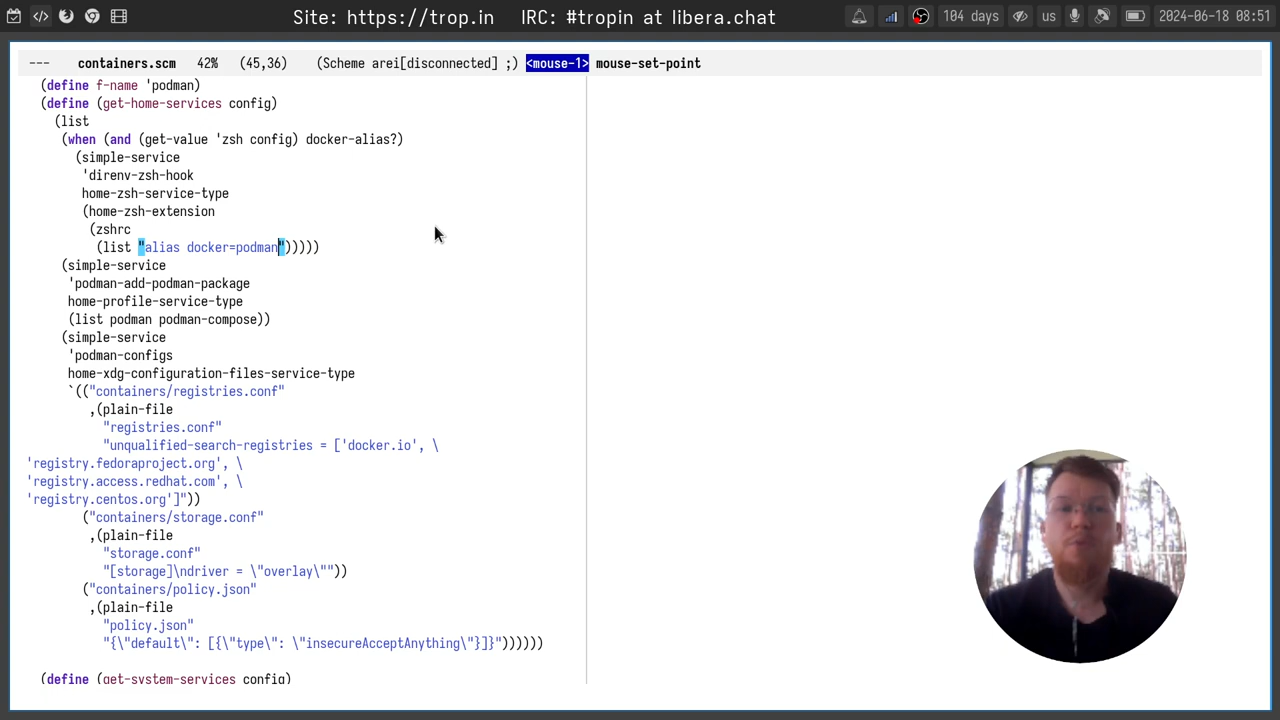 Site: https://trop.in   IRC: #tropin at libera.chat
104 days
us
2024-06-18 08:51
---   containers.scm   42%   (45,36)   (Scheme arei[disconnected] ;) <mouse-1> mouse-set-point
(define f-name 'podman)
(define (get-home-services config)
  (list
   (when (and (get-value 'zsh config) docker-alias?)
     (simple-service
      'direnv-zsh-hook
      home-zsh-service-type
      (home-zsh-extension
       (zshrc
        (list "alias docker=podman")))))
   (simple-service
    'podman-add-podman-package
    home-profile-service-type
    (list podman podman-compose))
   (simple-service
    'podman-configs
    home-xdg-configuration-files-service-type
    `(("containers/registries.conf"
       ,(plain-file
         "registries.conf"
         "unqualified-search-registries = ['docker.io', \
'registry.fedoraproject.org', \
'registry.access.redhat.com', \
'registry.centos.org']"))
      ("containers/storage.conf"
       ,(plain-file
         "storage.conf"
         "[storage]\ndriver = \"overlay\""))
      ("containers/policy.json"
       ,(plain-file
         "policy.json"
         "{\"default\": [{\"type\": \"insecureAcceptAnything\"}]}"))))))
(define (get-system-services config)